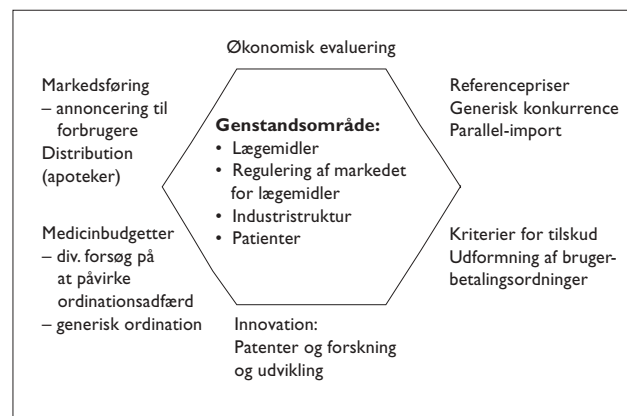 Økonomisk evaluering
Markedsføring
– annoncering til
forbrugere
Distribution
(apoteker)
Referencepriser
Generisk konkurrence
Parallel-import
Genstandsområde:
• Lægemidler
• Regulering af markedet
for lægemidler
• Industristruktur
• Patienter
Medicinbudgetter
– div. forsøg på
at påvirke
ordinationsadfærd
– generisk ordination
Kriterier for tilskud
Udformning af bruger-
betalingsordninger
Innovation:
Patenter og forskning
og udvikling